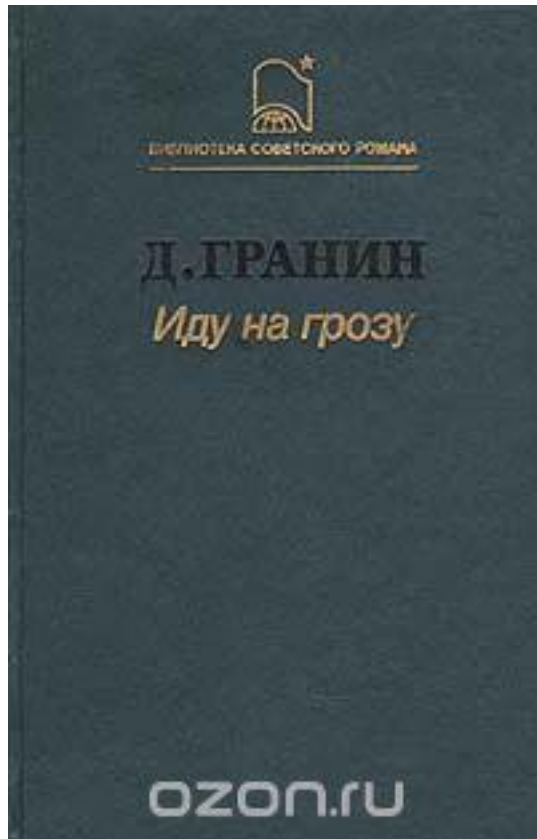 БИБЛИОТЕКА СОВЕТСКОГО РОМАНА
Д. ГРАНИН
Иду на грозу
ozon.ru